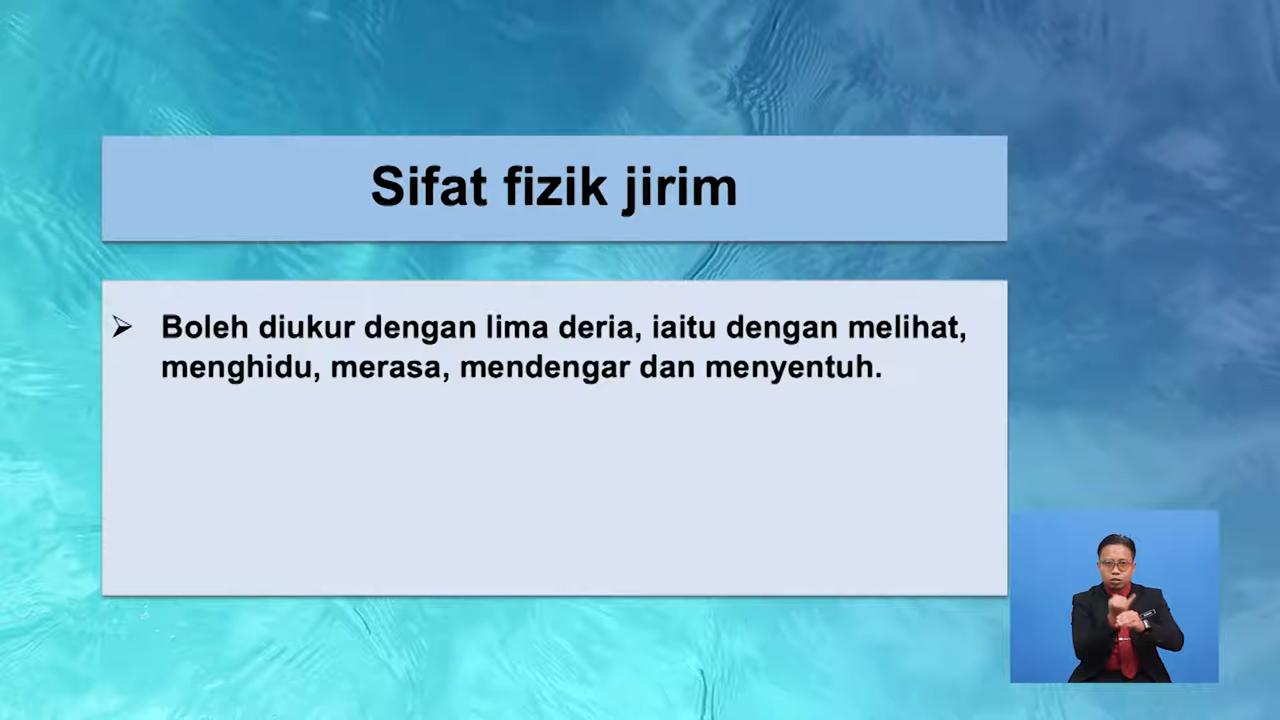 Sifat fizik jirim
➢ Boleh diukur dengan lima deria, iaitu dengan melihat,
menghidu, merasa, mendengar dan menyentuh.